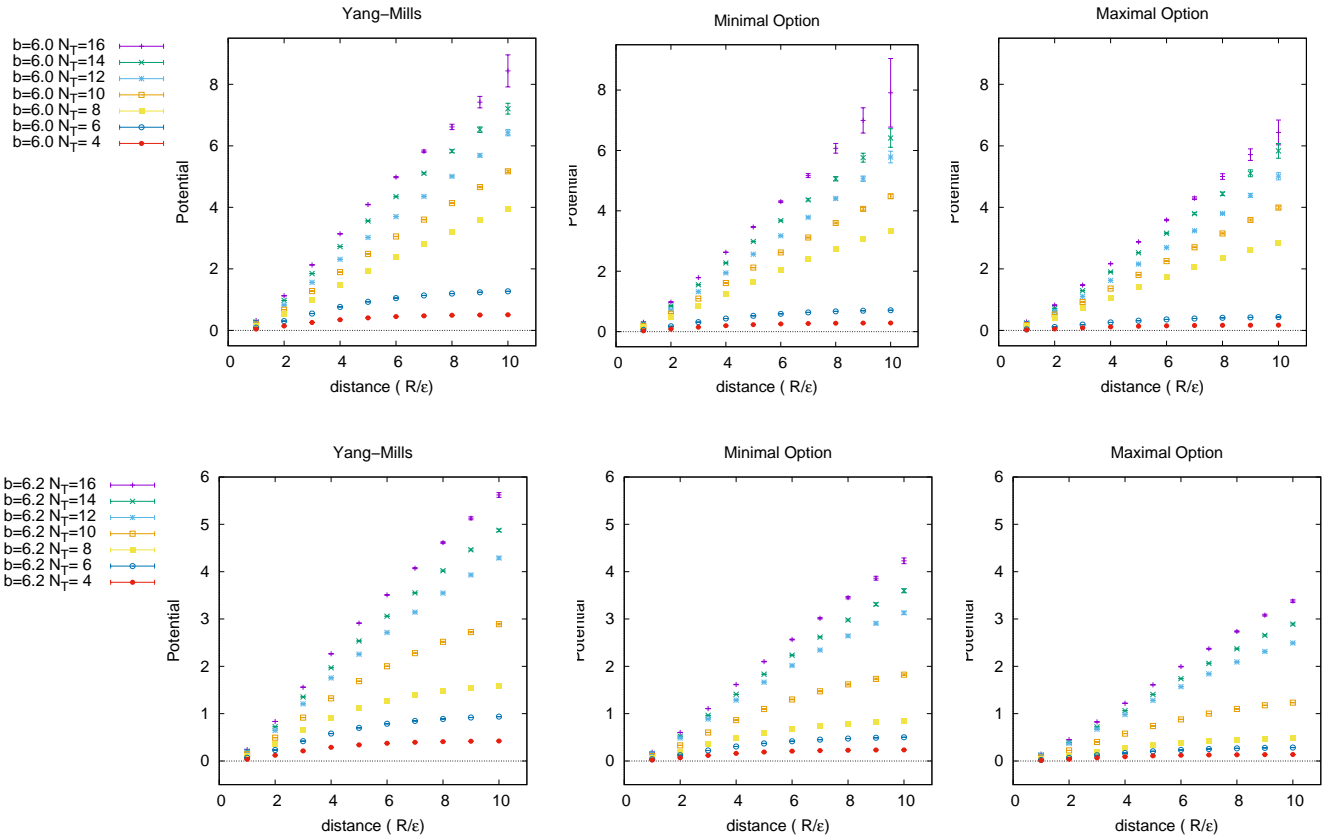 Yang−Mills
Minimal Option
Maximal Option
b=6.0 N_T=16
b=6.0 N_T=14
b=6.0 N_T=12
b=6.0 N_T=10
b=6.0 N_T= 8
b=6.0 N_T= 6
b=6.0 N_T= 4
Potential
8
6
4
2
0
0 2 4 6 8 10
distance ( R/ε)
Potential
8
6
4
2
0
0 2 4 6 8 10
distance ( R/ε)
Potential
8
6
4
2
0
0 2 4 6 8 10
distance ( R/ε)
Yang−Mills
Minimal Option
Maximal Option
b=6.2 N_T=16
b=6.2 N_T=14
b=6.2 N_T=12
b=6.2 N_T=10
b=6.2 N_T= 8
b=6.2 N_T= 6
b=6.2 N_T= 4
Potential
6
5
4
3
2
1
0
0 2 4 6 8 10
distance ( R/ε)
Potential
6
5
4
3
2
1
0
0 2 4 6 8 10
distance ( R/ε)
Potential
6
5
4
3
2
1
0
0 2 4 6 8 10
distance ( R/ε)